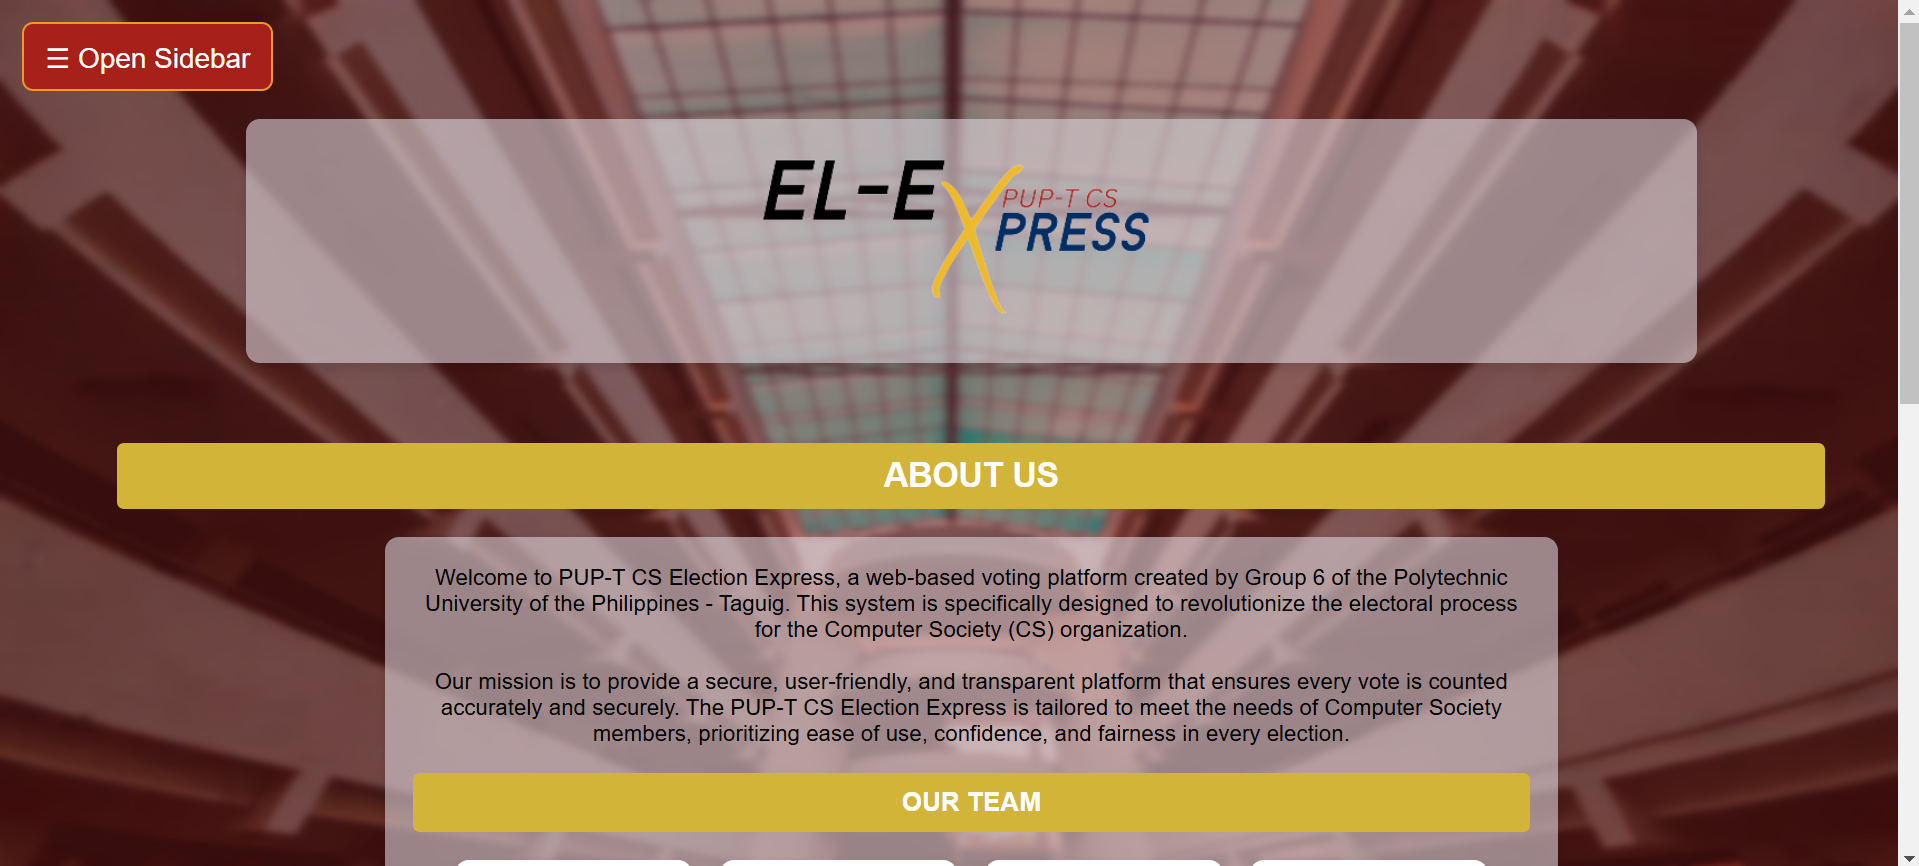 ☰ Open Sidebar
EL-EXPRESS
PUP-T CS
ABOUT US
Welcome to PUP-T CS Election Express, a web-based voting platform created by Group 6 of the Polytechnic
University of the Philippines - Taguig. This system is specifically designed to revolutionize the electoral process
for the Computer Society (CS) organization.
Our mission is to provide a secure, user-friendly, and transparent platform that ensures every vote is counted
accurately and securely. The PUP-T CS Election Express is tailored to meet the needs of Computer Society
members, prioritizing ease of use, confidence, and fairness in every election.
OUR TEAM